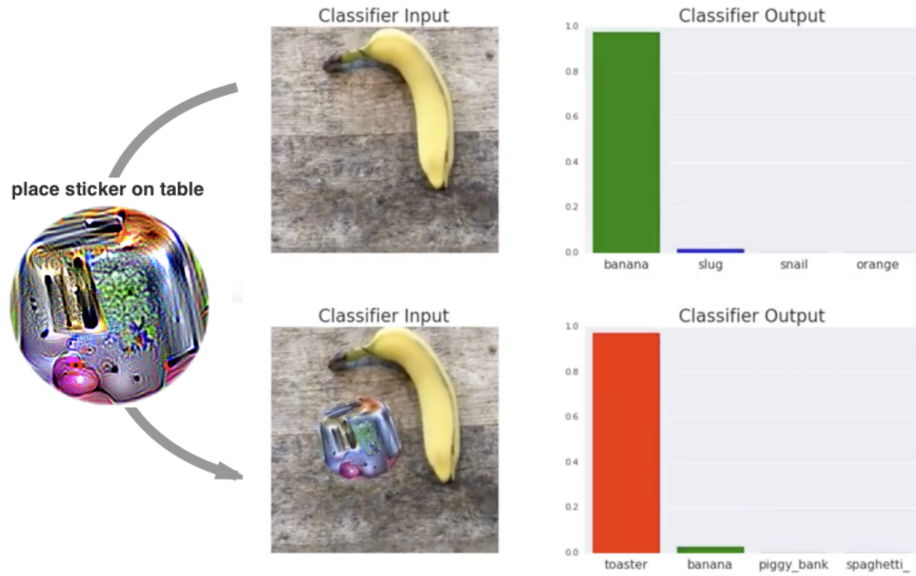 Classifier Input
Classifier Output
1.0
0.8
0.6
0.4
0.2
0.0
banana slug snail orange
place sticker on table
Classifier Input
Classifier Output
1.0
0.8
0.6
0.4
0.2
0.0
toaster banana piggy_bank spaghetti_